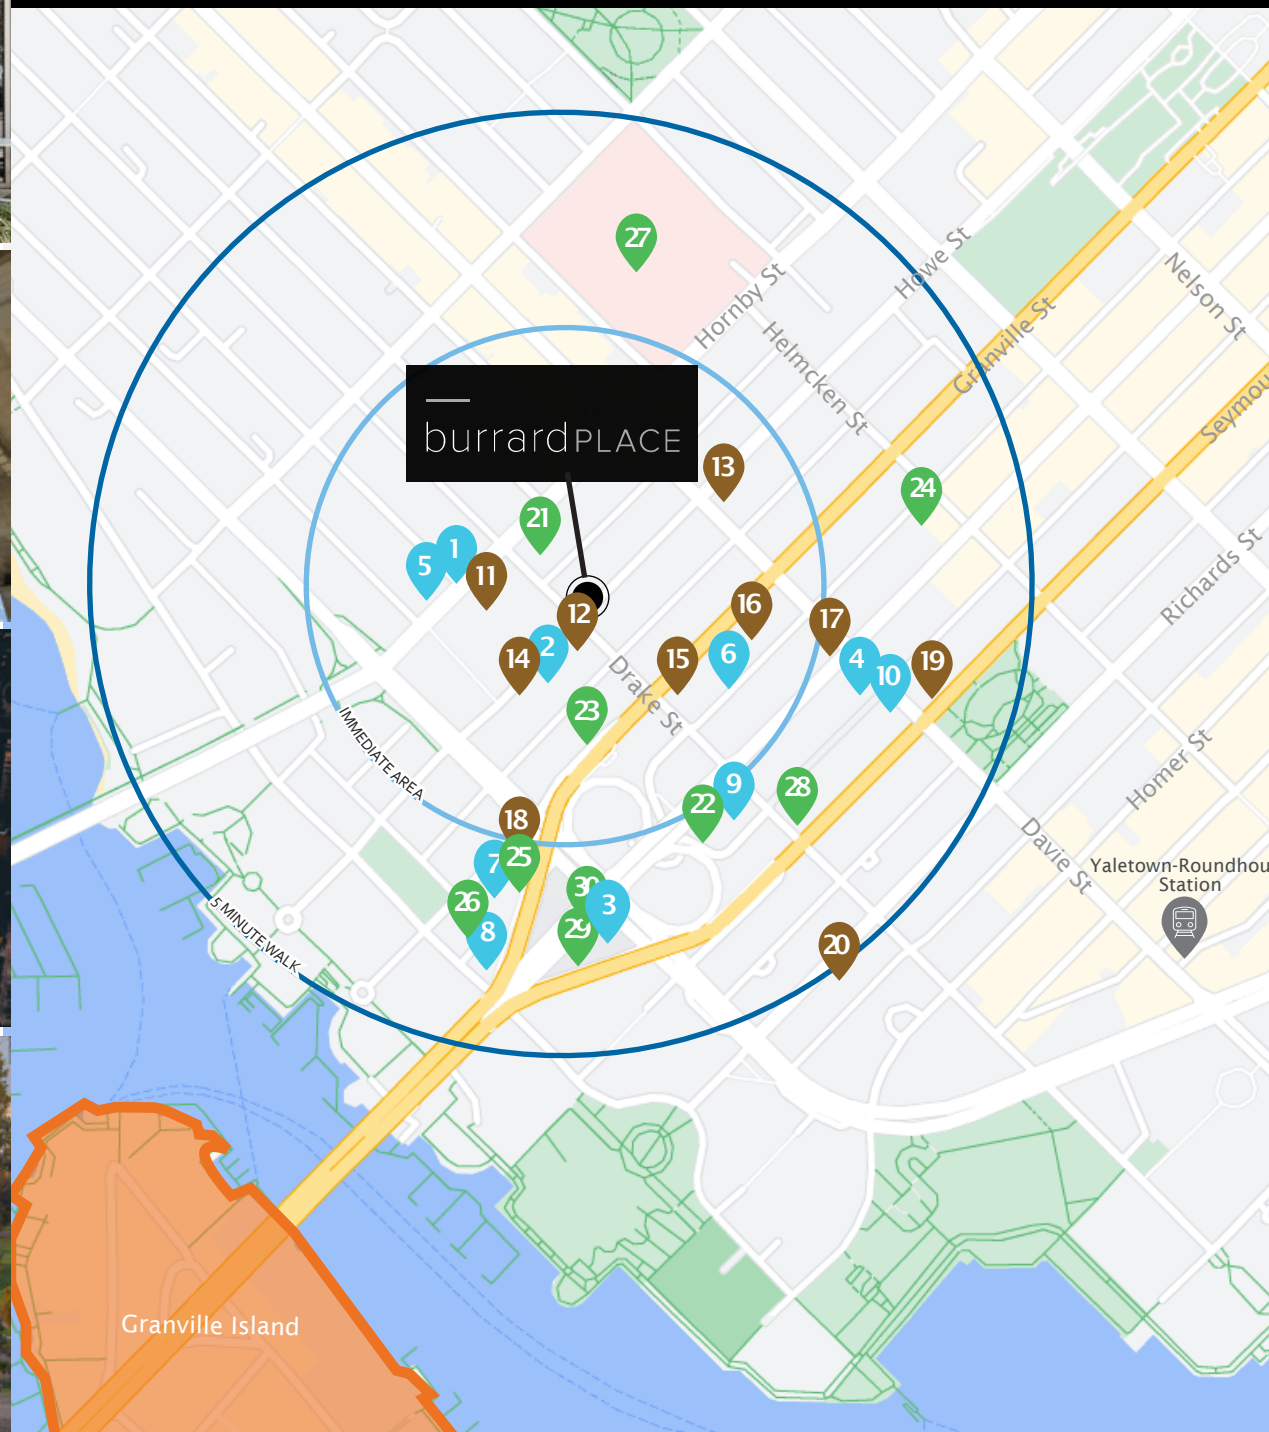 27
Howe St
Nelson St
Hornby St
Helmcken St
Granville St
Seymou
burrardPLACE
13
24
21
1
5
11
Richards St
12
16
17
2
14
15
6
4
10
19
Drake St
23
IMMEDIATE AREA
Homer St
9
28
22
18
Davie St
7
25
Yaletown-Roundhou
Station
30
26
3
29
8
5 MINUTE WALK
20
Granville Island